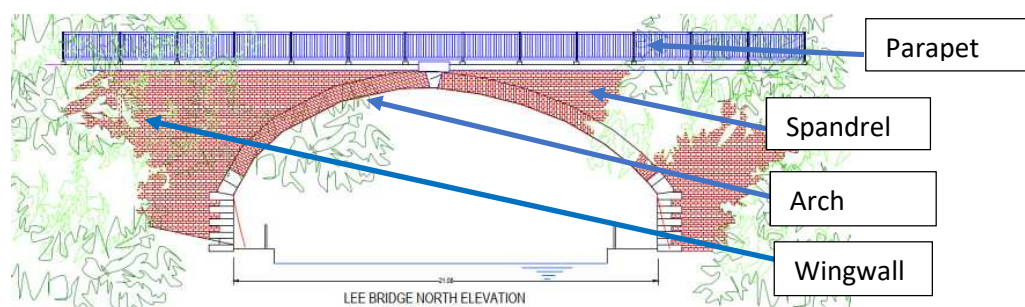 Parapet
Spandrel
Arch
Wingwall
LEE BRIDGE NORTH ELEVATION